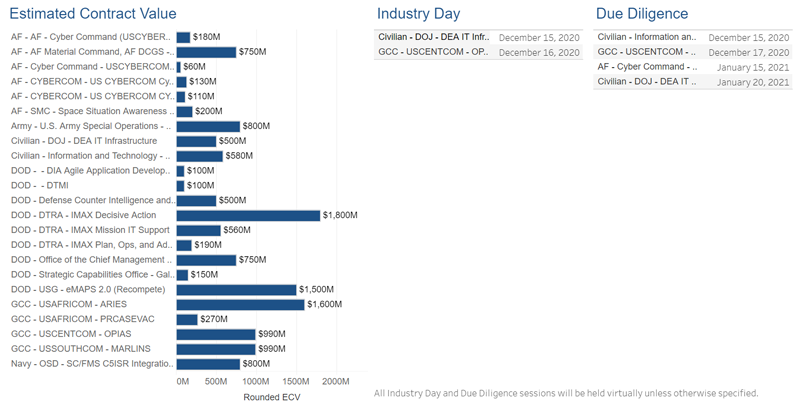 Estimated Contract Value
AF - AF - Cyber Command (USCYBER.. $180M
AF - AF Material Command, AF DCGS -.. $750M
AF - Cyber Command - USCYBERCOM.. $60M
AF - CYBERCOM - US CYBERCOM Cy.. $130M
AF - CYBERCOM - US CYBERCOM CY.. $110M
AF - SMC - Space Situation Awareness .. $200M
Army - U.S. Army Special Operations - .. $800M
Civilian - DOJ - DEA IT Infrastructure $500M
Civilian - Information and Technology - .. $580M
DOD - - DIA Agile Application Develop.. $100M
DOD - - DTMI $100M
DOD - Defense Counter Intelligence and.. $500M
DOD - DTRA - IMAX Decisive Action $1,800M
DOD - DTRA - IMAX Mission IT Support $560M
DOD - DTRA - IMAX Plan, Ops, and Ad.. $190M
DOD - Office of the Chief Management .. $750M
DOD - Strategic Capabilities Office - Gal.. $150M
DOD - USG - eMAPS 2.0 (Recompete) $1,500M
GCC - USAFRICOM - ARIES $1,600M
GCC - USAFRICOM - PRCASEVAC $270M
GCC - USCENTCOM - OPIAS $990M
GCC - USSOUTHCOM - MARLINS $990M
Navy - OSD - SC/FMS C5ISR Integratio.. $800M
0M 500M 1000M 1500M 2000M
Rounded ECV
Industry Day
Civilian - DOJ - DEA IT Infr.. December 15, 2020
GCC - USCENTCOM - OP.. December 16, 2020
Due Diligence
Civilian - Information an.. December 15, 2020
GCC - USCENTCOM - .. December 17, 2020
AF - Cyber Command - .. January 15, 2021
Civilian - DOJ - DEA IT .. January 20, 2021
All Industry Day and Due Diligence sessions will be held virtually unless otherwise specified.